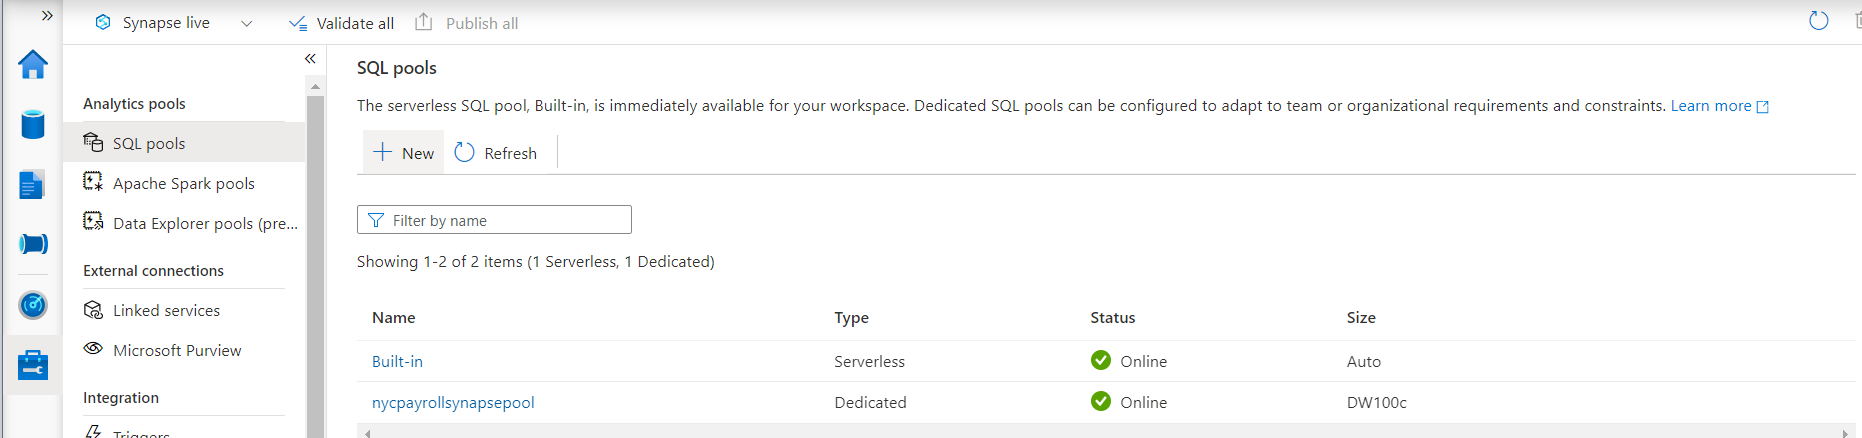 Synapse live
Validate all
Publish all
Analytics pools
SQL pools
Apache Spark pools
Data Explorer pools (pre...
External connections
Linked services
Microsoft Purview
Integration
Triggers
SQL pools
The serverless SQL pool, Built-in, is immediately available for your workspace. Dedicated SQL pools can be configured to adapt to team or organizational requirements and constraints. Learn more
New
Refresh
Filter by name
Showing 1-2 of 2 items (1 Serverless, 1 Dedicated)
Name Type Status Size
Built-in Serverless Online Auto
nycpayrollsynapsepool Dedicated Online DW100c